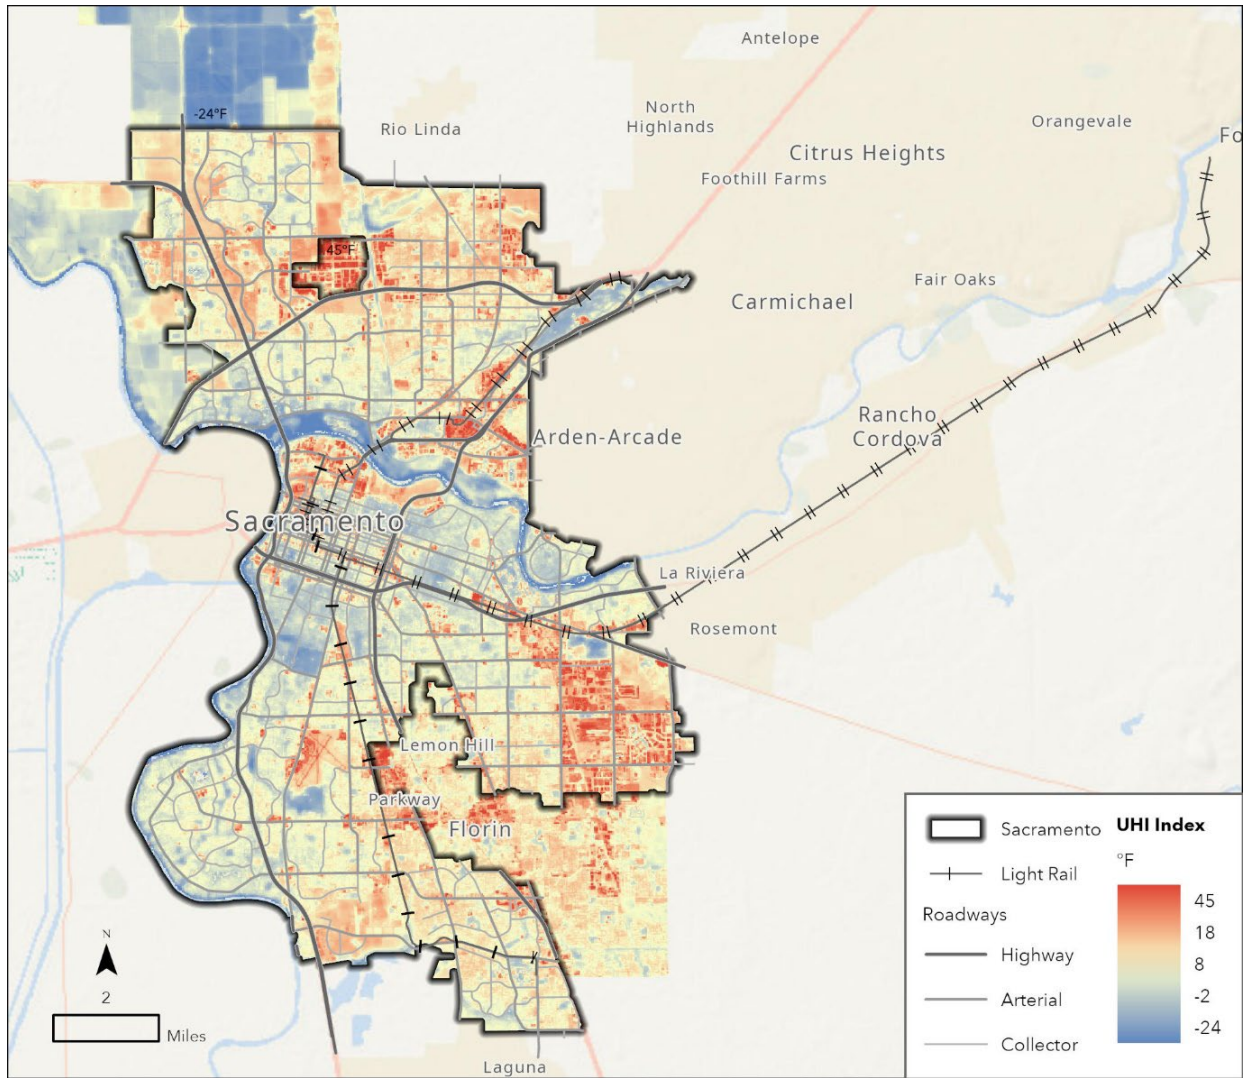 Antelope
North
Highlands
Orangevale
-24°F
Rio Linda
Fo
Citrus Heights
Foothill Farms
45°F
Fair Oaks
Carmichael
Rancho
Cordova
Arden-Arcade
Sacramento
La Riviera
Rosemont
Lemon Hill
Parkway
Florin
Laguna
N
2
Miles
Sacramento
Light Rail
Roadways
Highway
Arterial
Collector
UHI Index
°F
45
18
8
-2
-24